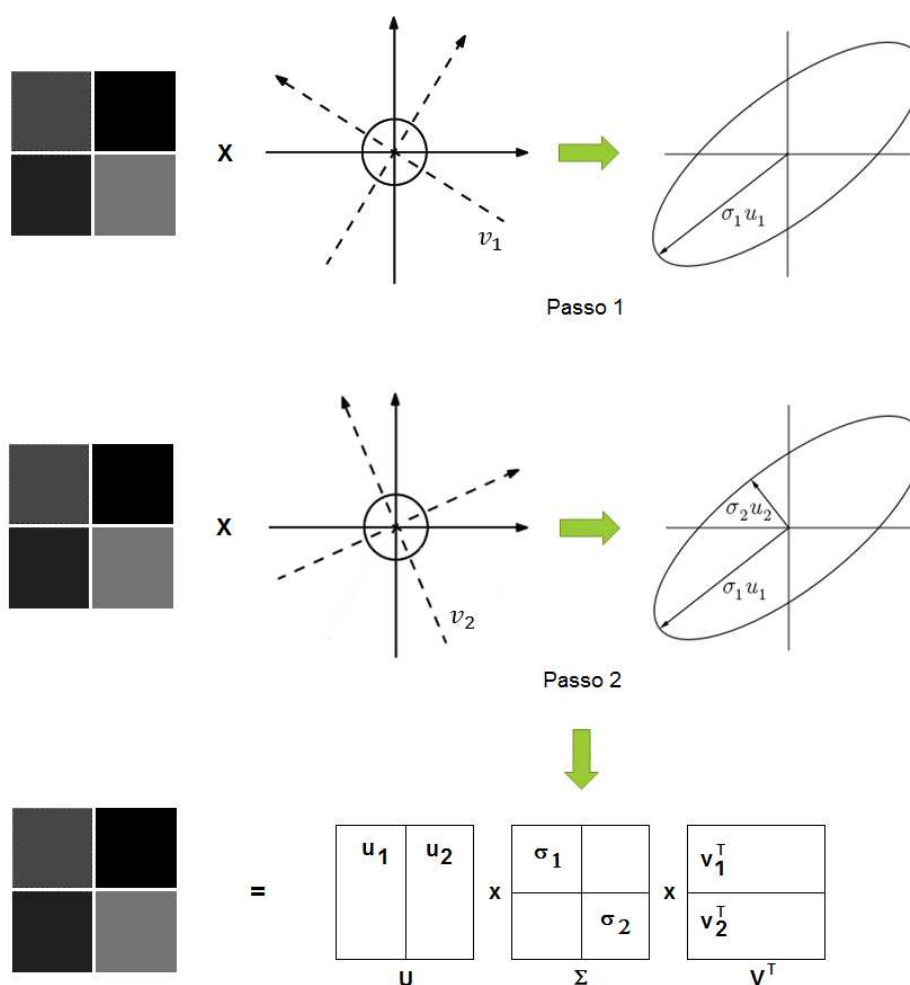 X
v₁
σ₁u₁
Passo 1
X
v₂
σ₂u₂
σ₁u₁
Passo 2
= u₁ u₂ x σ₁ x v₁ᵀ
σ₂ v₂ᵀ
U Σ Vᵀ